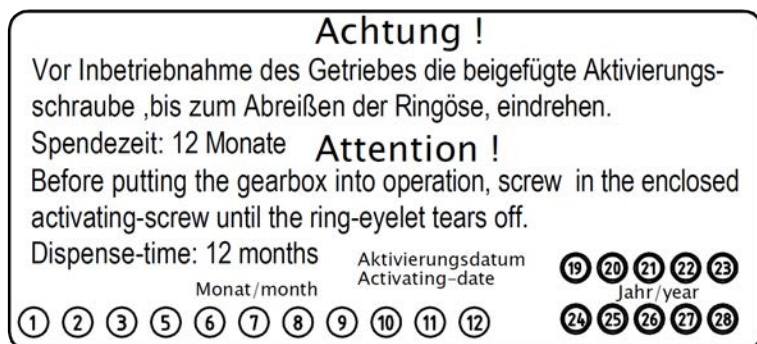 Achtung !
Vor Inbetriebnahme des Getriebes die beigefügte Aktivierungs-
schraube ,bis zum Abreißen der Ringöse, eindrehen.
Spendezeit: 12 Monate Attention !
Before putting the gearbox into operation, screw in the enclosed
activating-screw until the ring-eyelet tears off.
Dispense-time: 12 months Aktivierungsdatum
Activating-date
19 20 21 22 23
Monat/month Jahr/year
1 2 3 5 6 7 8 9 10 11 12 24 25 26 27 28